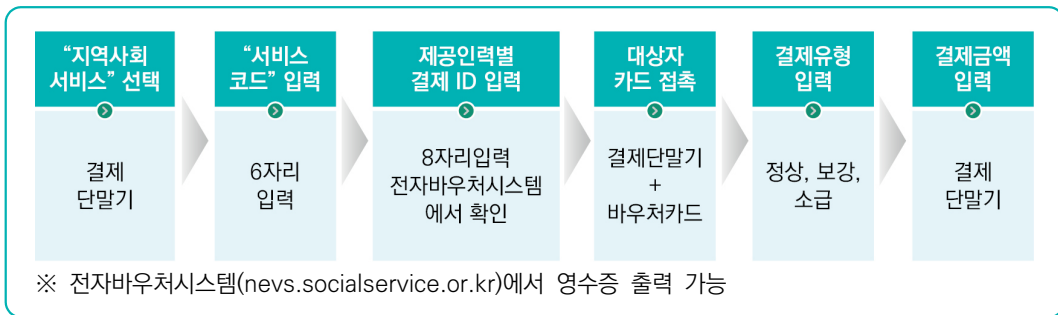 “지역사회
서비스” 선택
결제
단말기
“서비스
코드” 입력
6자리
입력
제공인력별
결제 ID 입력
8자리입력
전자바우처시스템
에서 확인
대상자
카드 접촉
결제단말기
+
바우처카드
결제유형
입력
정상, 보강,
소급
결제금액
입력
결제
단말기
※ 전자바우처시스템(nevs.socialservice.or.kr)에서 영수증 출력 가능